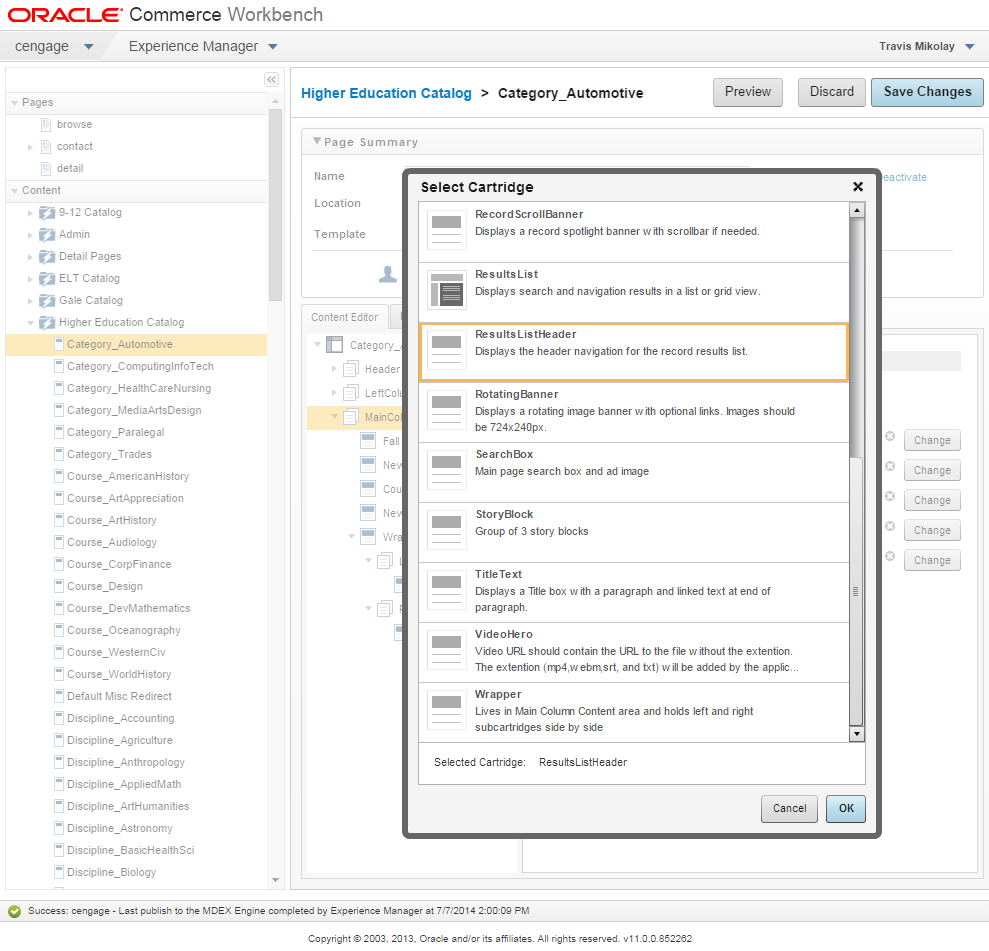 ORACLE Commerce Workbench
cengage Experience Manager Travis Mikolay
Higher Education Catalog > Category_Automotive Preview Discard Save Changes
Pages
browse
contact
detail
Content
9-12 Catalog
Admin
Detail Pages
ELT Catalog
Gale Catalog
Higher Education Catalog
Category_Automotive
Category_ComputingInfoTech
Category_HealthCareNursing
Category_MediaArtsDesign
Category_Paralegal
Category_Trades
Course_AmericanHistory
Course_ArtAppreciation
Course_ArtHistory
Course_Audiology
Course_CorpFinance
Course_Design
Course_DevMathematics
Course_Oceanography
Course_WesternCiv
Course_WorldHistory
Default Misc Redirect
Discipline_Accounting
Discipline_Agriculture
Discipline_Anthropology
Discipline_AppliedMath
Discipline_ArtHumanities
Discipline_Astronomy
Discipline_BasicHealthSci
Discipline_Biology
Page Summary
Name
Location
Template
eactivate
Content Editor
Category_
Header
LeftColu
MainCol
Fall
New
Cou
New
Wra
Change
Change
Change
Change
Change
Select Cartridge
RecordScrollBanner
Displays a record spotlight banner with scrollbar if needed.
ResultsList
Displays search and navigation results in a list or grid view.
ResultsListHeader
Displays the header navigation for the record results list.
RotatingBanner
Displays a rotating image banner with optional links. Images should
be 724x240px.
SearchBox
Main page search box and ad image
StoryBlock
Group of 3 story blocks
TitleText
Displays a Title box with a paragraph and linked text at end of
paragraph.
VideoHero
Video URL should contain the URL to the file without the extention.
The extention (mp4,webm,srt, and txt) will be added by the applic...
Wrapper
Lives in Main Column Content area and holds left and right
subcartridges side by side
Selected Cartridge: ResultsListHeader
Cancel OK
Success: cengage - Last publish to the MDEX Engine completed by Experience Manager at 7/7/2014 2:00:09 PM
Copyright © 2003, 2013, Oracle and/or its affiliates. All rights reserved. v11.0.0.852262